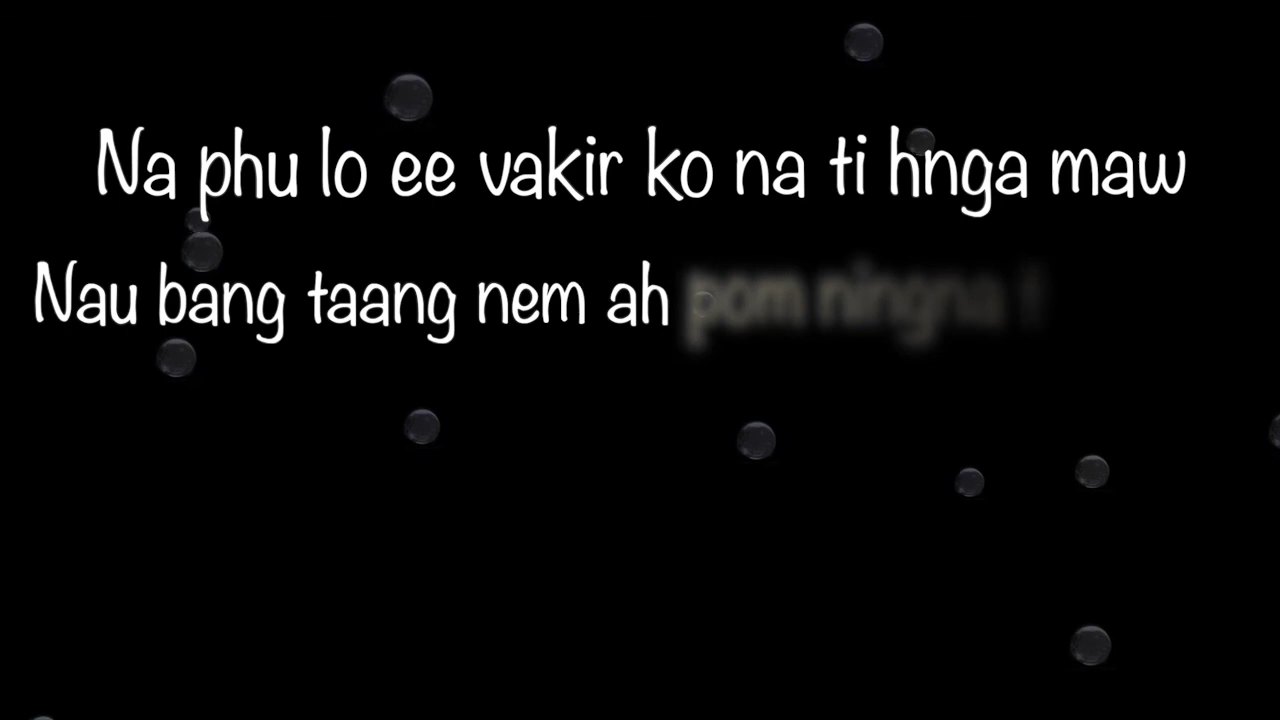 Na phu lo ee vakir ko na ti hnga maw
Nau bang taang nem ah pom ningna